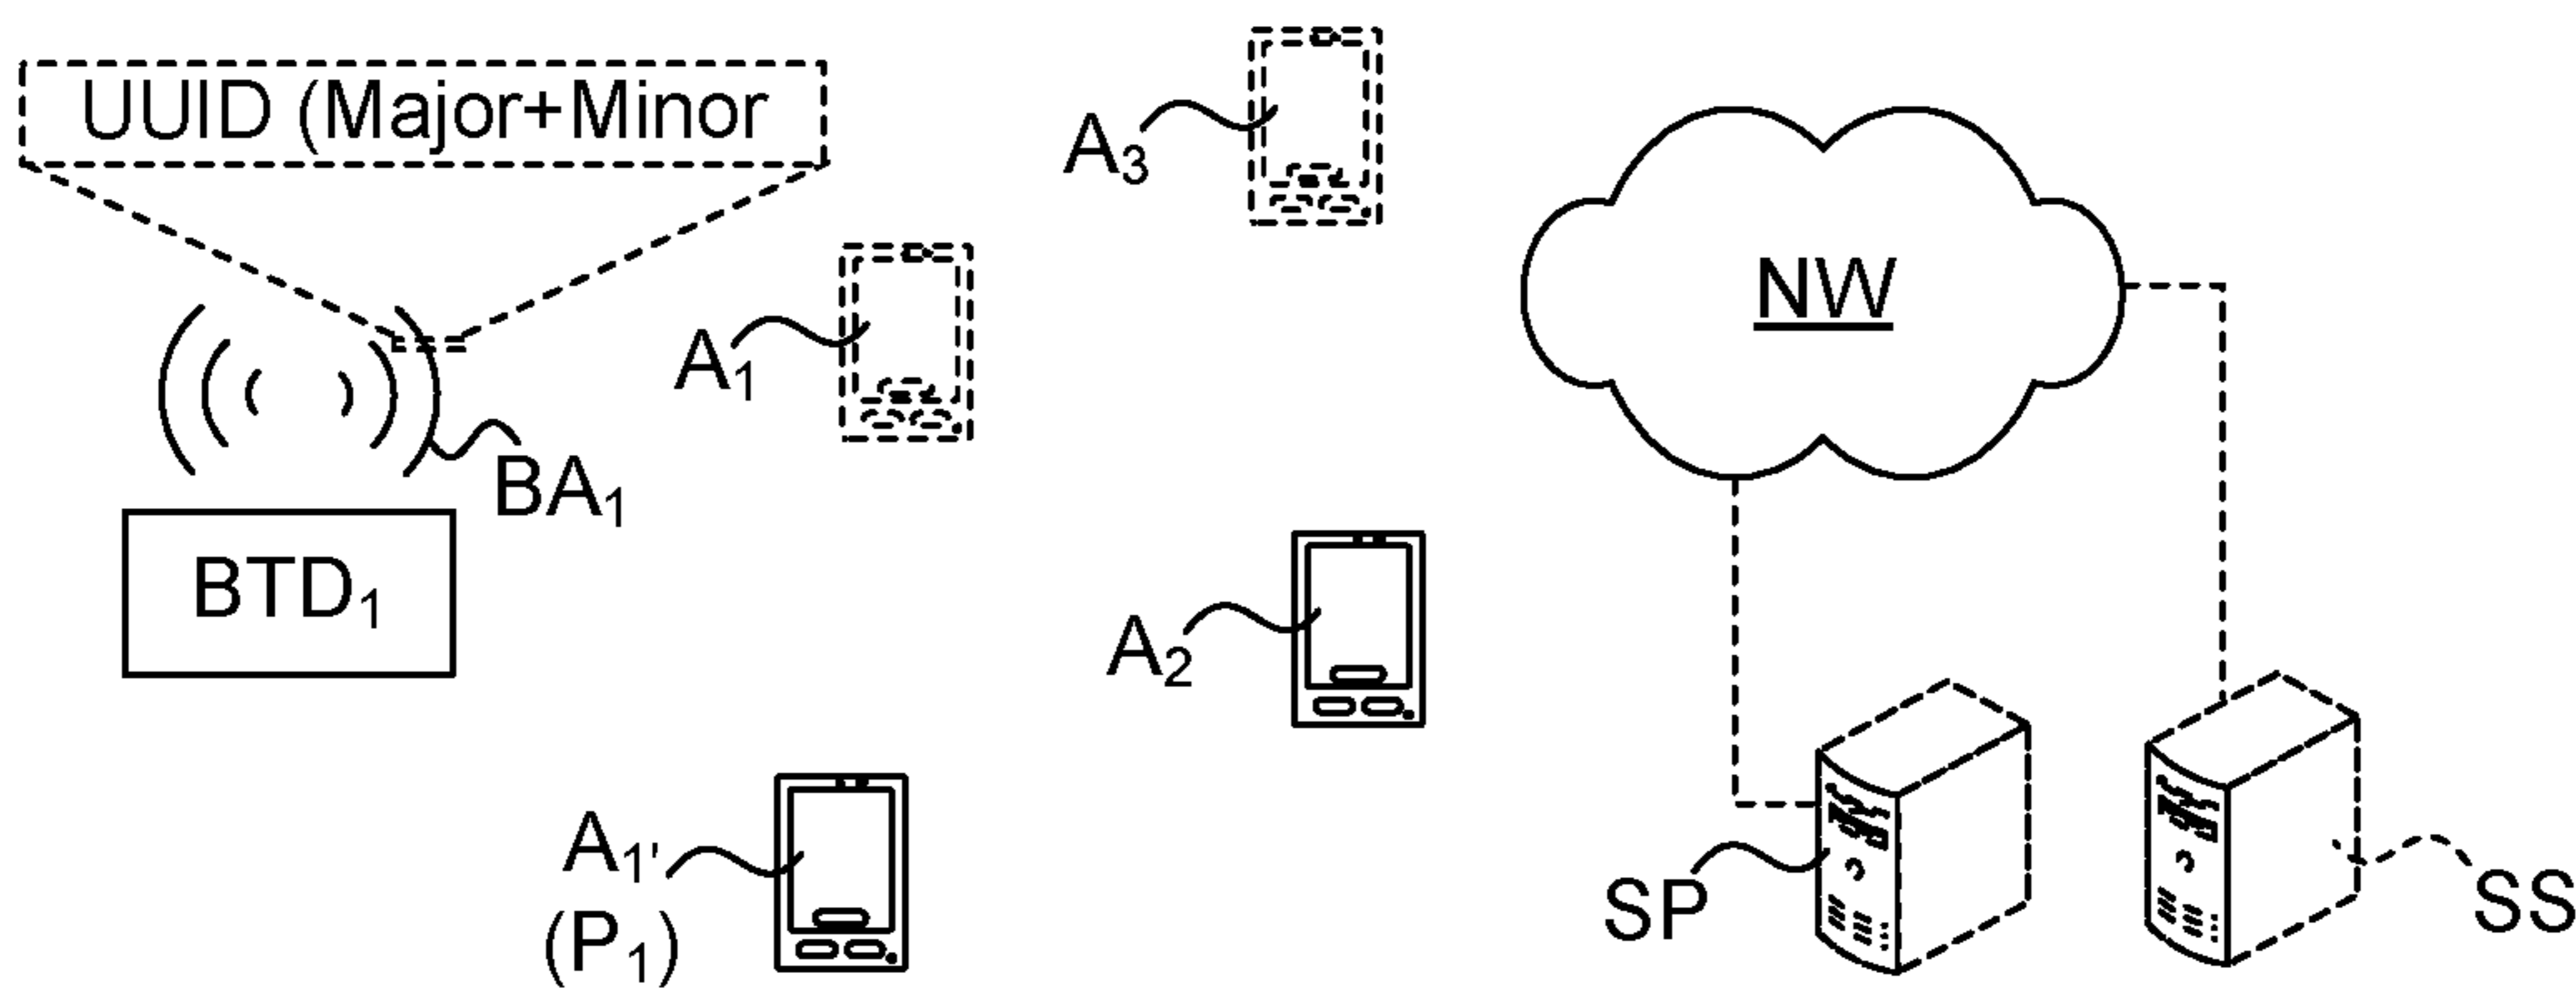 UUID (Major+Minor
A3
NW
A1
BA1
BTD1
A2
A1'
(P1)
SP
SS